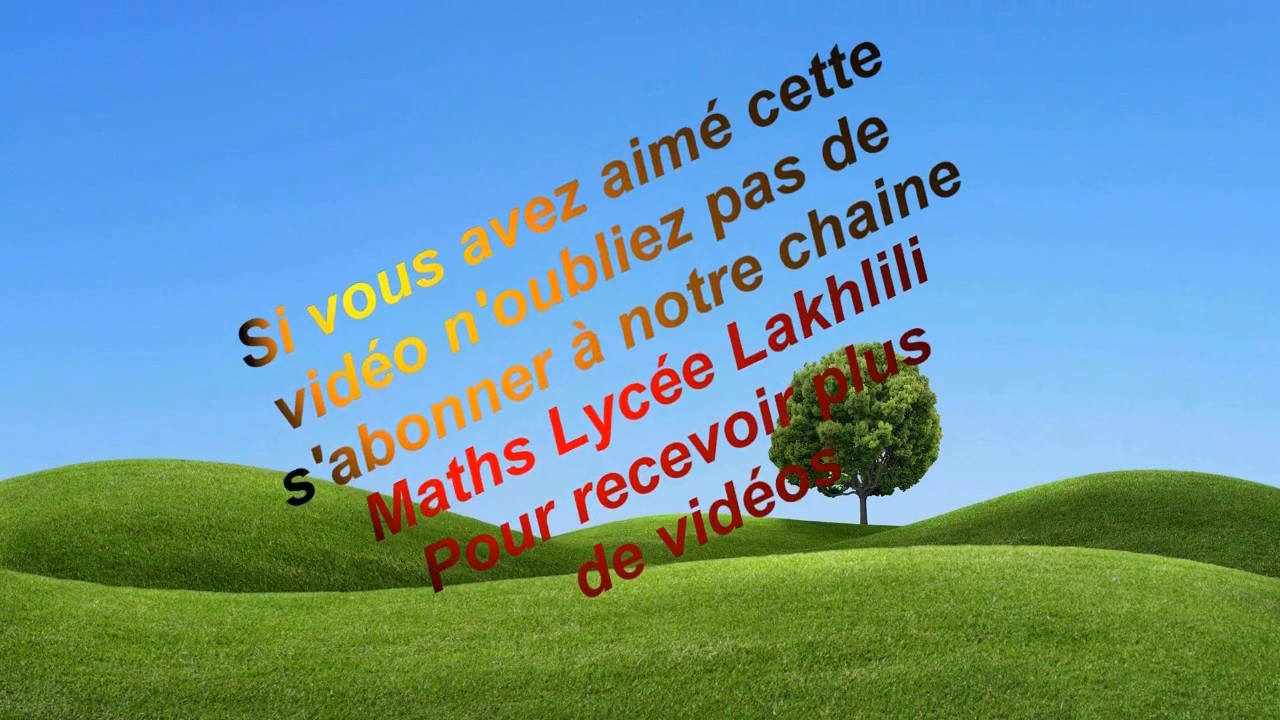 Si vous avez aimé cette
vidéo n'oubliez pas de
s'abonner à notre chaine
Maths Lycée Lakhlili
Pour recevoir plus
de vidéos